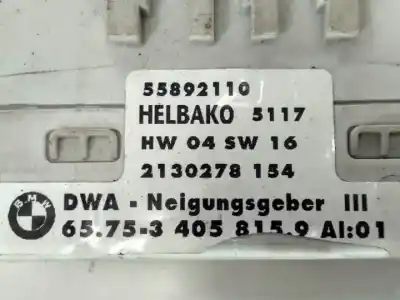 55892110
HELBAKO 5117
HW 04 SW 16
2130278 154
BMW DWA - Neigungsgeber III
65.75-3 405 815.9 AI:01